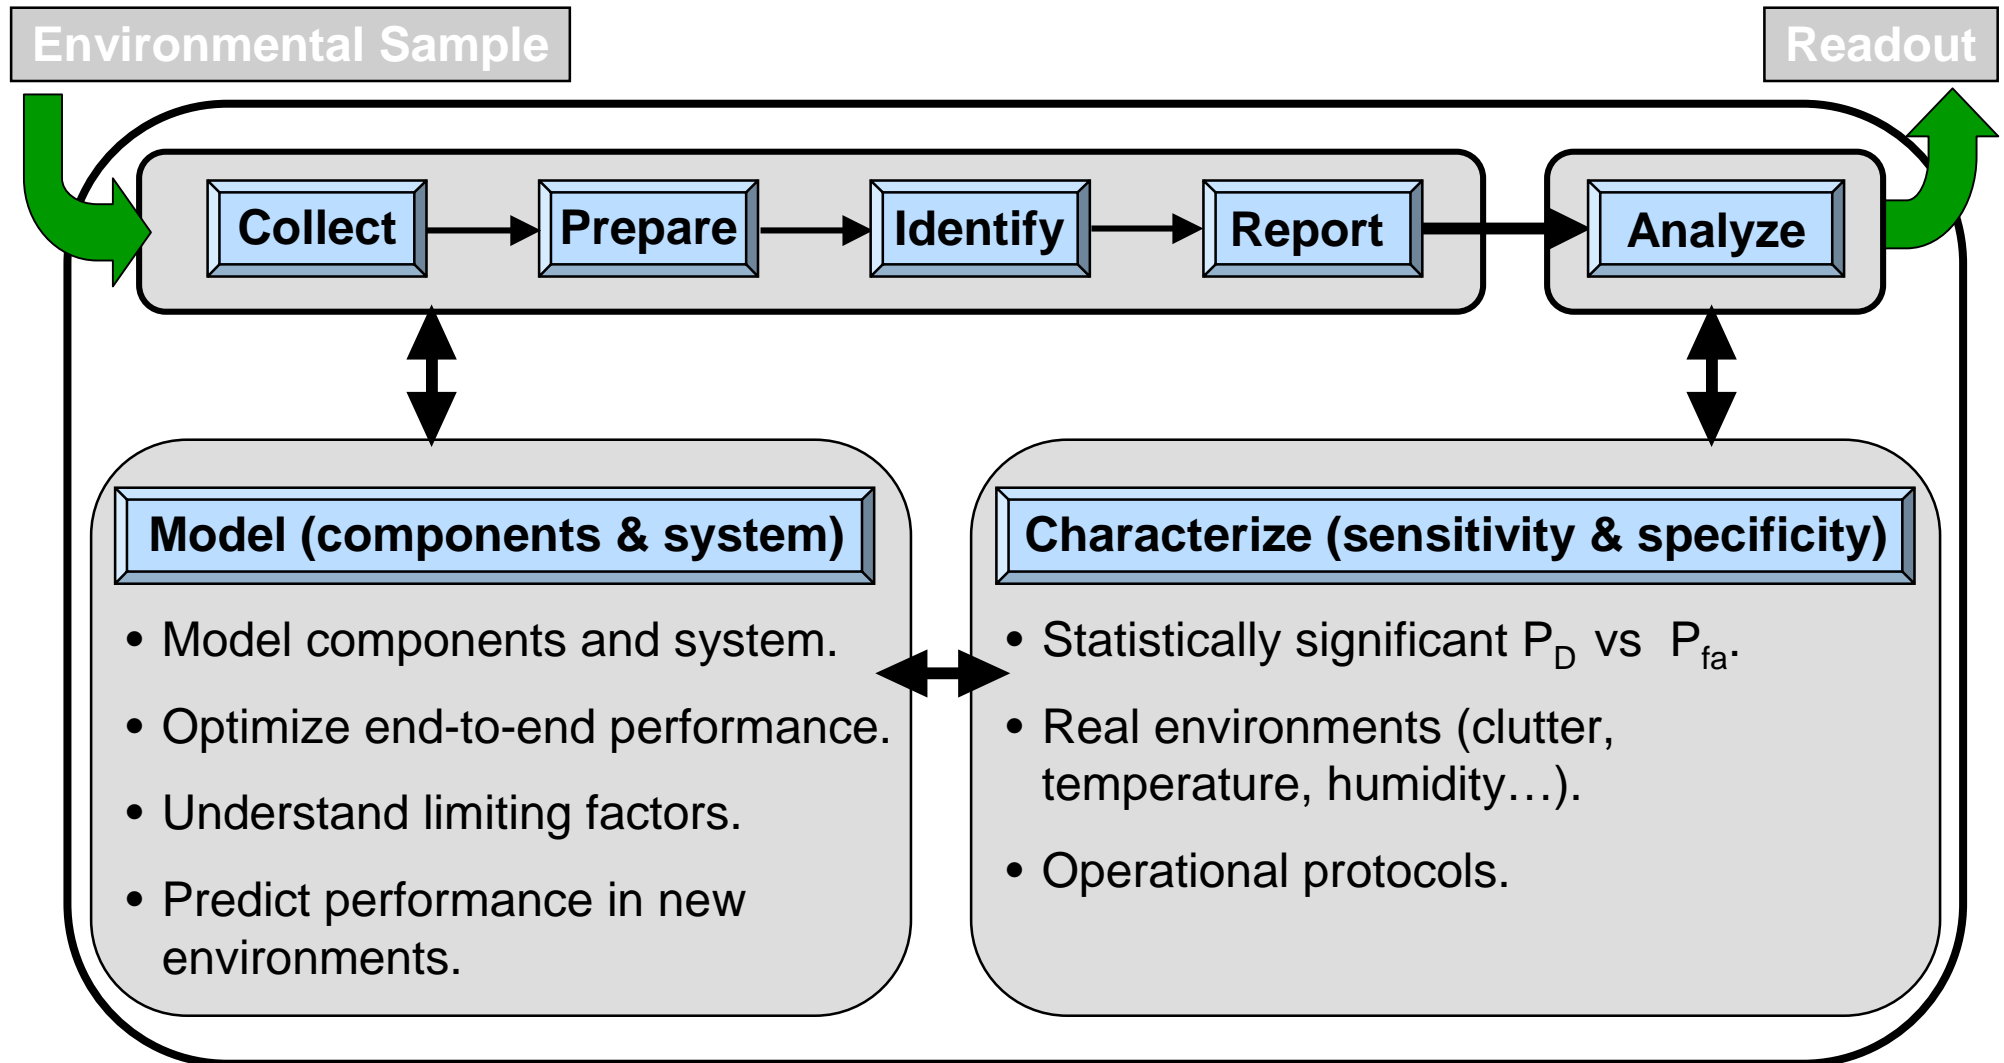 Environmental Sample
Readout
Collect
Prepare
Identify
Report
Analyze
Model (components & system)
• Model components and system.
• Optimize end-to-end performance.
• Understand limiting factors.
• Predict performance in new
environments.
Characterize (sensitivity & specificity)
• Statistically significant P_D vs P_fa.
• Real environments (clutter,
temperature, humidity…).
• Operational protocols.